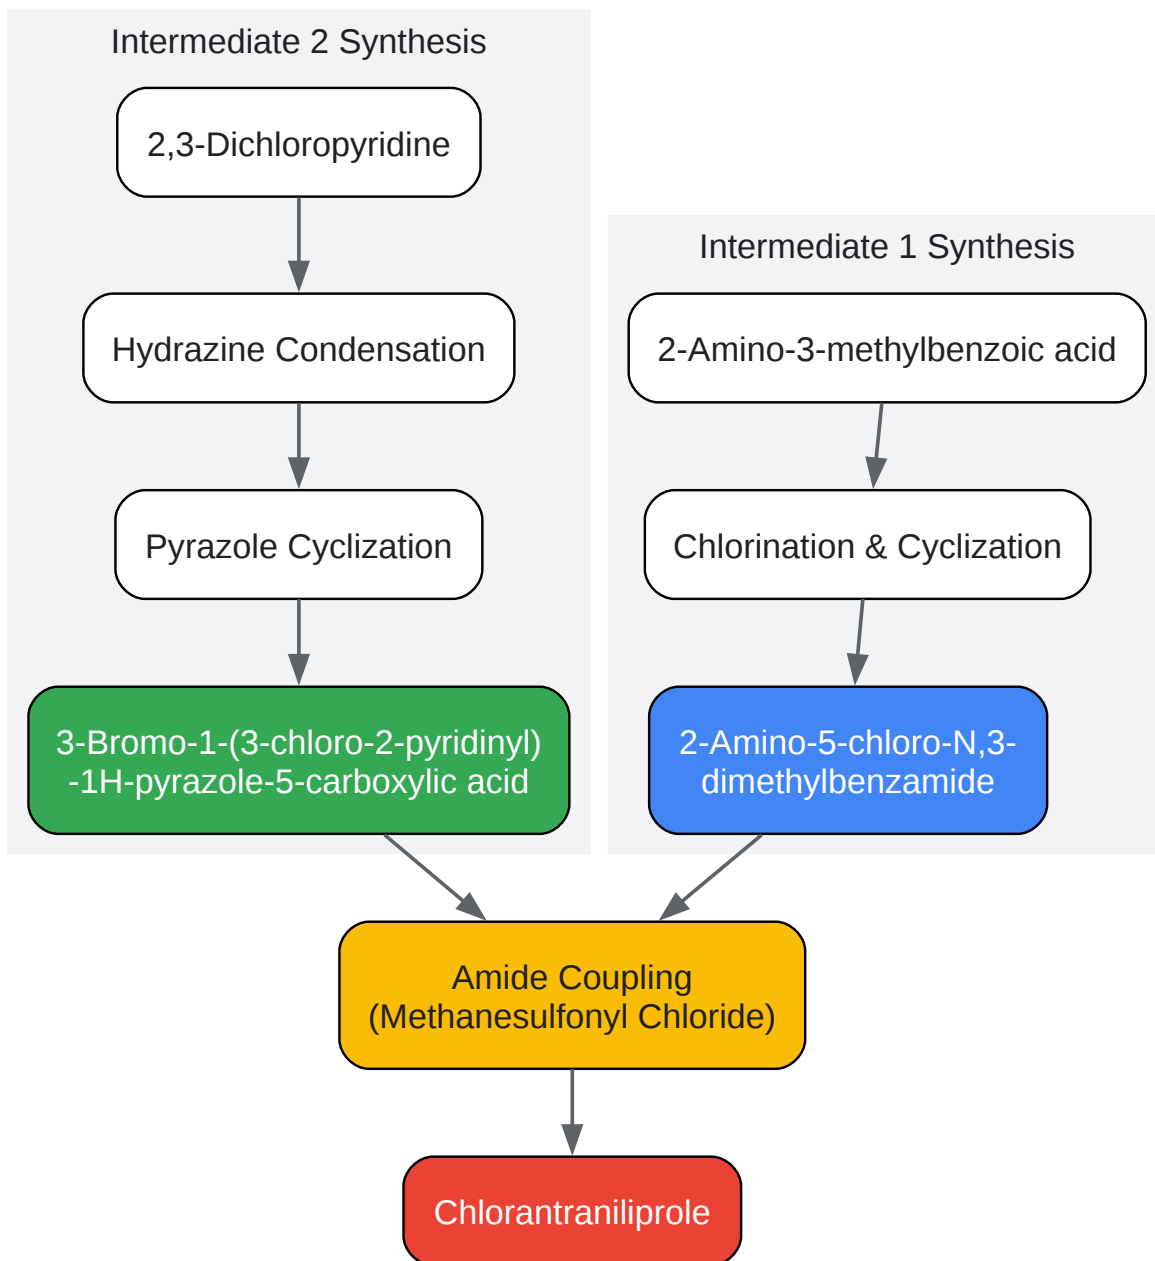 Intermediate 2 Synthesis
2,3-Dichloropyridine
Hydrazine Condensation
Pyrazole Cyclization
3-Bromo-1-(3-chloro-2-pyridinyl)
-1H-pyrazole-5-carboxylic acid
Intermediate 1 Synthesis
2-Amino-3-methylbenzoic acid
Chlorination & Cyclization
2-Amino-5-chloro-N,3-
dimethylbenzamide
Amide Coupling
(Methanesulfonyl Chloride)
Chlorantraniliprole